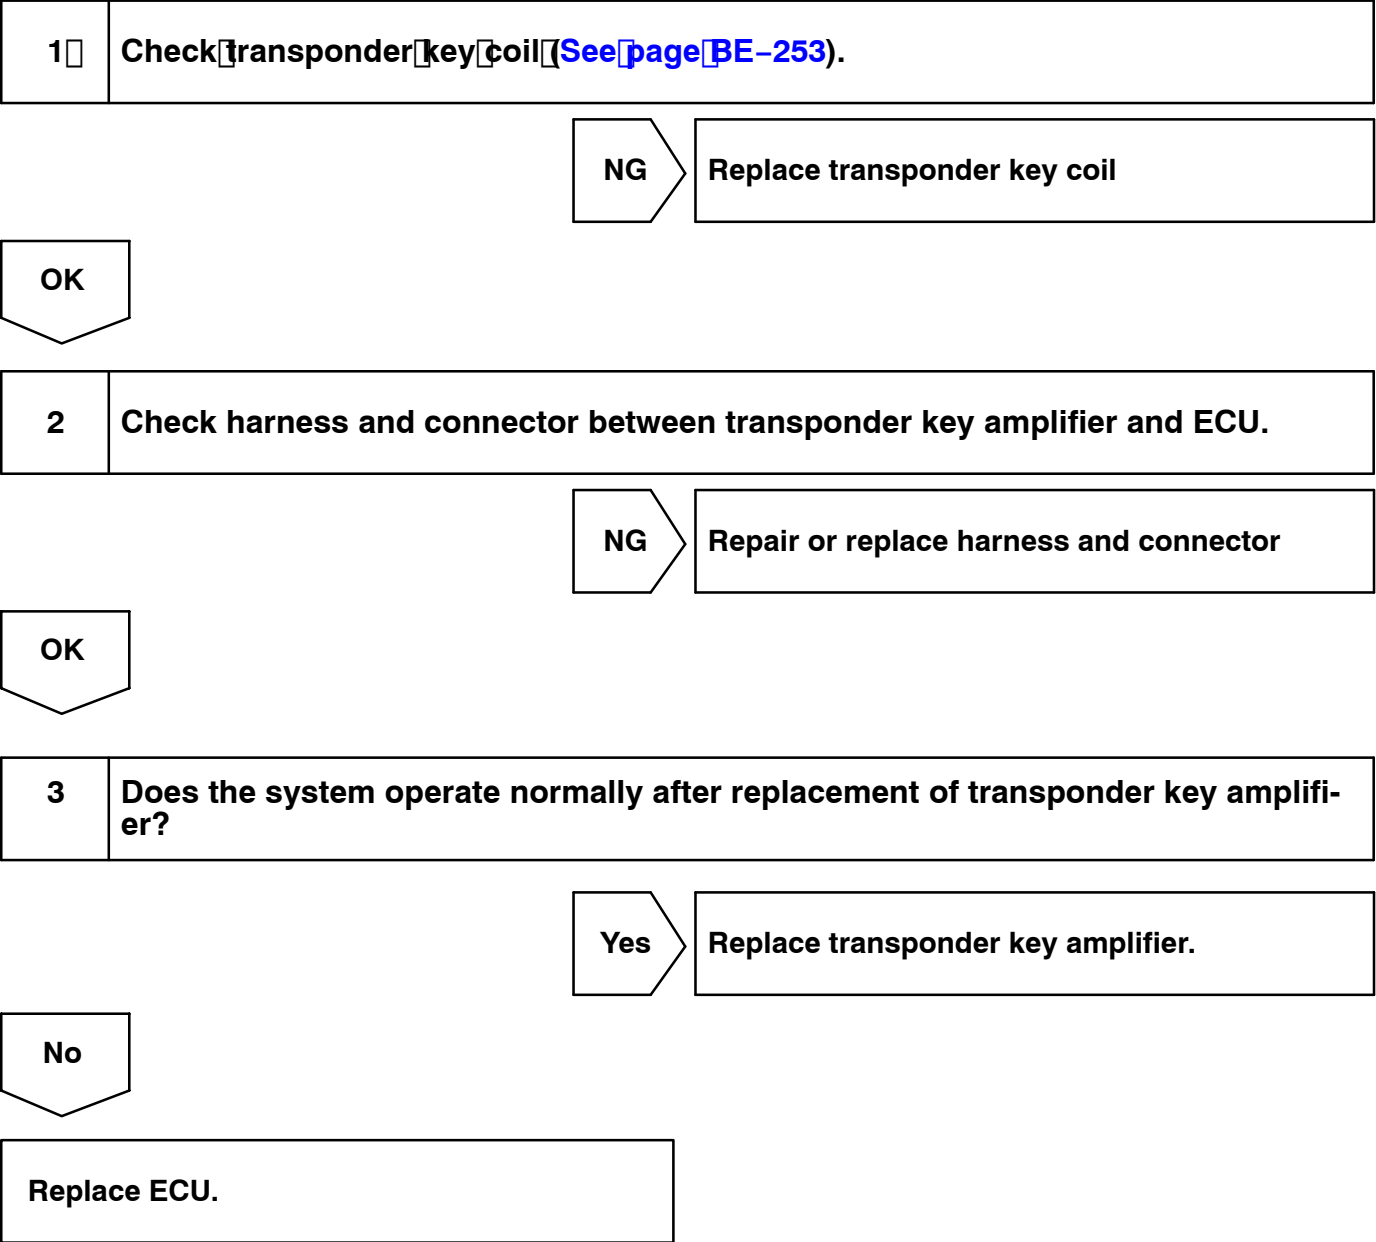 1 Check transponder key coil (See page BE−253).
NG Replace transponder key coil
OK
2 Check harness and connector between transponder key amplifier and ECU.
NG Repair or replace harness and connector
OK
3 Does the system operate normally after replacement of transponder key amplifi-
er?
Yes Replace transponder key amplifier.
No
Replace ECU.